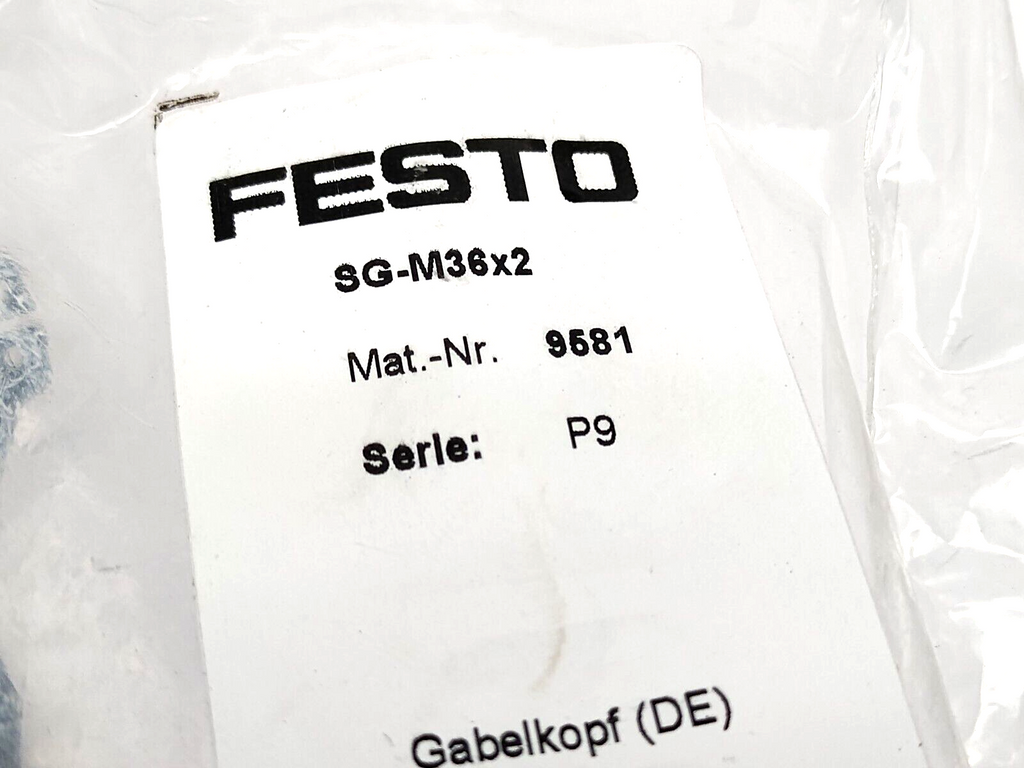 FESTO
SG-M36x2
Mat.-Nr. 9581
Serie: P9
Gabelkopf (DE)